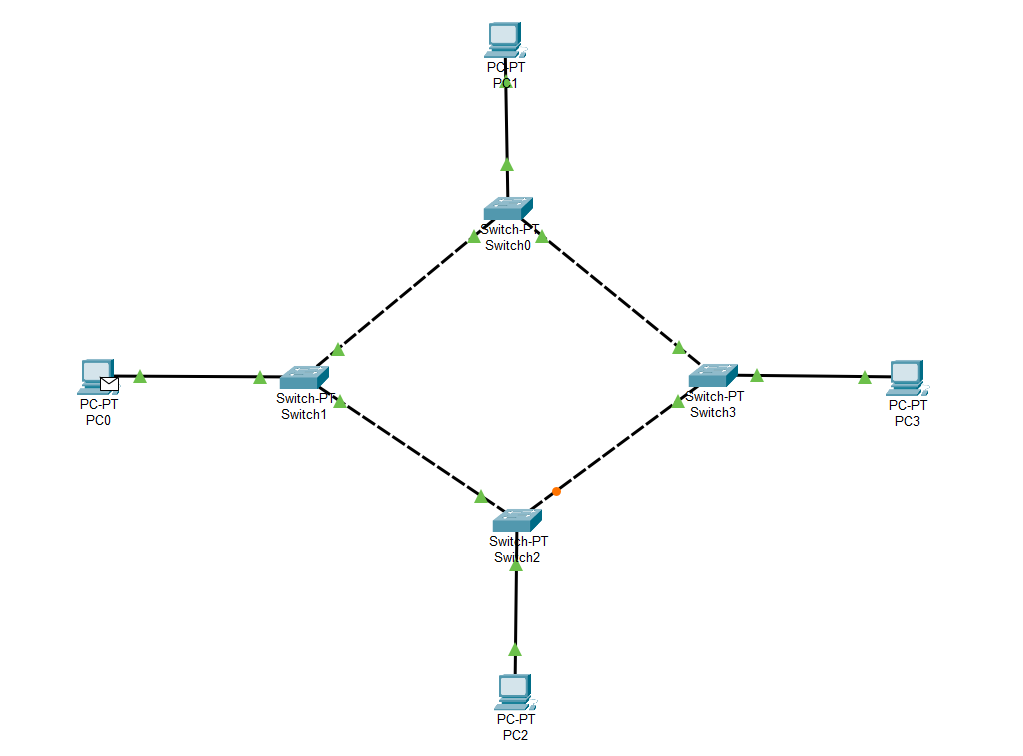 PC-PT
PC1
Switch-PT
Switch0
PC-PT
PC0
Switch-PT
Switch1
Switch-PT
Switch3
PC-PT
PC3
Switch-PT
Switch2
PC-PT
PC2